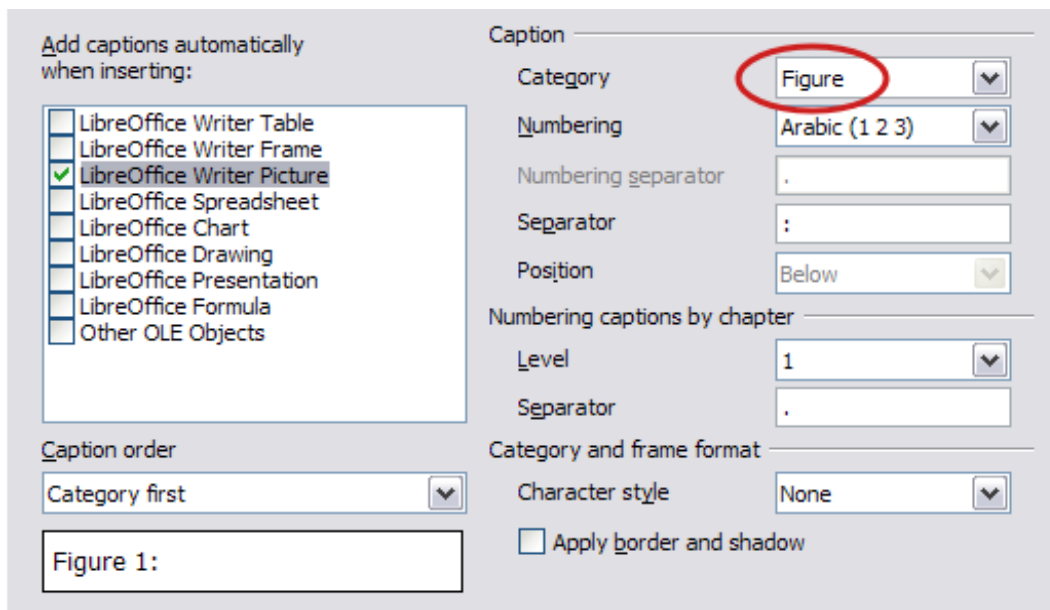 Add captions automatically
when inserting:
LibreOffice Writer Table
LibreOffice Writer Frame
LibreOffice Writer Picture
LibreOffice Spreadsheet
LibreOffice Chart
LibreOffice Drawing
LibreOffice Presentation
LibreOffice Formula
Other OLE Objects
Caption order
Category first
Figure 1:
Caption
Category Figure
Numbering Arabic (1 2 3)
Numbering separator .
Separator :
Position Below
Numbering captions by chapter
Level 1
Separator .
Category and frame format
Character style None
Apply border and shadow